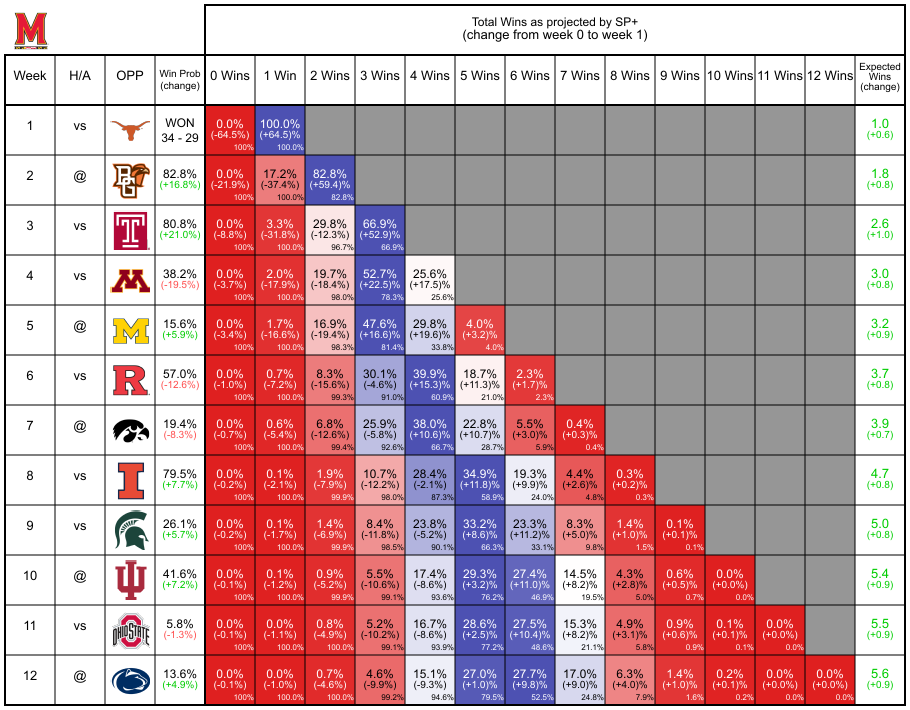 M
Total Wins as projected by SP+
(change from week 0 to week 1)
Week H/A OPP Win Prob (change) 0 Wins 1 Win 2 Wins 3 Wins 4 Wins 5 Wins 6 Wins 7 Wins 8 Wins 9 Wins 10 Wins 11 Wins 12 Wins Expected Wins (change)
1 vs WON 0.0% 100.0% 1.0
34 - 29 (-64.5%) (+64.5)% (+0.6)
100% 100.0%
2 @ BG 82.8% 0.0% 17.2% 82.8% 1.8
(+16.8%) (-21.9%) (-37.4%) (+59.4)% (+0.8)
100% 100.0% 82.8%
3 vs T 80.8% 0.0% 3.3% 29.8% 66.9% 2.6
(+21.0%) (-8.8%) (-31.8%) (-12.3%) (+52.9)% (+1.0)
100% 100.0% 96.7% 66.9%
4 vs M 38.2% 0.0% 2.0% 19.7% 52.7% 25.6% 3.0
(-19.5%) (-3.7%) (-17.9%) (-18.4%) (+22.5)% (+17.5)% (+0.8)
100% 100.0% 98.0% 78.3% 25.6%
5 @ M 15.6% 0.0% 1.7% 16.9% 47.6% 29.8% 4.0% 3.2
(+5.9%) (-3.4%) (-16.6%) (-19.4%) (+16.6)% (+19.6)% (+3.2)% (+0.9)
100% 100.0% 98.3% 81.4% 33.8% 4.0%
6 vs R 57.0% 0.0% 0.7% 8.3% 30.1% 39.9% 18.7% 2.3% 3.7
(-12.6%) (-1.0%) (-7.2%) (-15.6%) (-4.6%) (+15.3)% (+11.3)% (+1.7)% (+0.8)
100% 100.0% 99.3% 91.0% 60.9% 21.0% 2.3%
7 @ 19.4% 0.0% 0.6% 6.8% 25.9% 38.0% 22.8% 5.5% 0.4% 3.9
(-8.3%) (-0.7%) (-5.4%) (-12.6%) (-5.8%) (+10.6)% (+10.7)% (+3.0)% (+0.3)% (+0.7)
100% 100.0% 99.4% 92.6% 66.7% 28.7% 5.9% 0.4%
8 vs I 79.5% 0.0% 0.1% 1.9% 10.7% 28.4% 34.9% 19.3% 4.4% 0.3% 4.7
(+7.7%) (-0.2%) (-2.1%) (-7.9%) (-12.2%) (-2.1%) (+11.8)% (+9.9)% (+2.6)% (+0.2)% (+0.8)
100% 100.0% 99.9% 98.0% 87.3% 58.9% 24.0% 4.8% 0.3%
9 vs 26.1% 0.0% 0.1% 1.4% 8.4% 23.8% 33.2% 23.3% 8.3% 1.4% 0.1% 5.0
(+5.7%) (-0.2%) (-1.7%) (-6.9%) (-11.8%) (-5.2%) (+8.6)% (+11.2)% (+5.0)% (+1.0)% (+0.1)% (+0.8)
100% 100.0% 99.9% 98.5% 90.1% 66.3% 33.1% 9.8% 1.5% 0.1%
10 @ IU 41.6% 0.0% 0.1% 0.9% 5.5% 17.4% 29.3% 27.4% 14.5% 4.3% 0.6% 0.0% 5.4
(+7.2%) (-0.1%) (-1.2%) (-5.2%) (-10.6%) (-8.6%) (+3.2)% (+11.0)% (+8.2)% (+2.8)% (+0.5)% (+0.0)% (+0.9)
100% 100.0% 99.9% 99.1% 93.6% 76.2% 46.9% 19.5% 5.0% 0.7% 0.0%
11 vs OHIO STATE 5.8% 0.0% 0.0% 0.8% 5.2% 16.7% 28.6% 27.5% 15.3% 4.9% 0.9% 0.1% 0.0% 5.5
(-1.3%) (-0.1%) (-1.1%) (-4.9%) (-10.2%) (-8.6%) (+2.5)% (+10.4)% (+8.2)% (+3.1)% (+0.6)% (+0.1)% (+0.0)% (+0.9)
100% 100.0% 100.0% 99.1% 93.9% 77.2% 48.6% 21.1% 5.8% 0.9% 0.1% 0.0%
12 @ 13.6% 0.0% 0.0% 0.7% 4.6% 15.1% 27.0% 27.7% 17.0% 6.3% 1.4% 0.2% 0.0% 0.0% 5.6
(+4.9%) (-0.1%) (-1.0%) (-4.6%) (-9.9%) (-9.3%) (+1.0)% (+9.8)% (+9.0)% (+4.0)% (+1.0)% (+0.1)% (+0.0)% (+0.0)% (+0.9)
100% 100.0% 100.0% 99.2% 94.6% 79.5% 52.5% 24.8% 7.9% 1.6% 0.2% 0.0% 0.0%